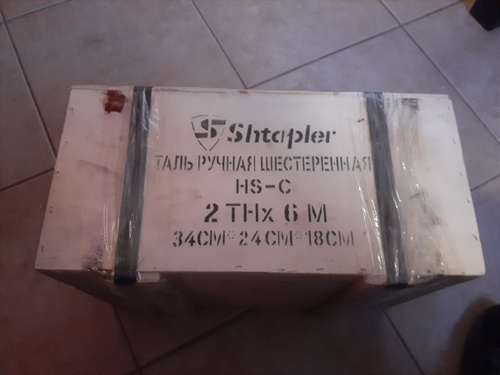 Shtapler
ТАЛЬ РУЧНАЯ ШЕСТЕРЕННАЯ
HS-C
2 ТНх 6 М
34СМ*24СМ*18СМ